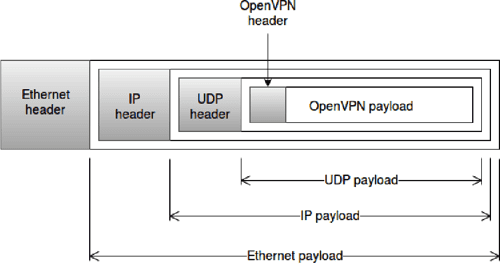 OpenVPN
header
Ethernet
header
IP
header
UDP
header
OpenVPN payload
UDP payload
IP payload
Ethernet payload